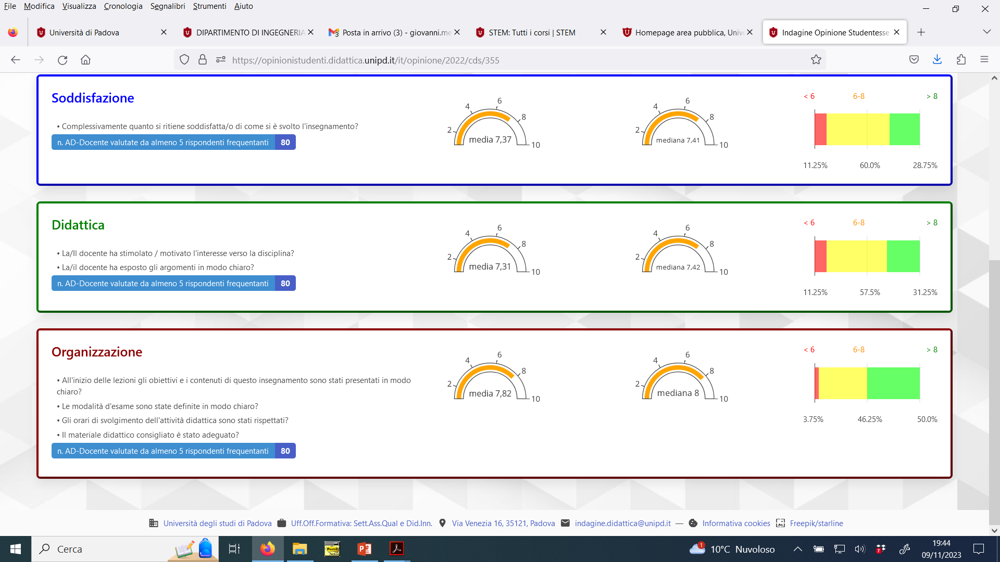 File Modifica Visualizza Cronologia Segnalibri Strumenti Aiuto
Università di Padova
DIPARTIMENTO DI INGEGNERIA
Posta in arrivo (3) - giovanni.me
STEM: Tutti i corsi | STEM
Homepage area pubblica, Unive
Indagine Opinione Studentesse
https://opinionistudenti.didattica.unipd.it/it/opinione/2022/cds/355
Soddisfazione
• Complessivamente quanto si ritiene soddisfatta/o di come si è svolto l'insegnamento?
n. AD-Docente valutate da almeno 5 rispondenti frequentanti 80
2 4 6 8 10
media 7,37
2 4 6 8 10
mediana 7,41
< 6 6-8 > 8
11.25% 60.0% 28.75%
Didattica
• La/Il docente ha stimolato / motivato l'interesse verso la disciplina?
• La/il docente ha esposto gli argomenti in modo chiaro?
n. AD-Docente valutate da almeno 5 rispondenti frequentanti 80
2 4 6 8 10
media 7,31
2 4 6 8 10
mediana 7,42
< 6 6-8 > 8
11.25% 57.5% 31.25%
Organizzazione
• All'inizio delle lezioni gli obiettivi e i contenuti di questo insegnamento sono stati presentati in modo
chiaro?
• Le modalità d'esame sono state definite in modo chiaro?
• Gli orari di svolgimento dell'attività didattica sono stati rispettati?
• Il materiale didattico consigliato è stato adeguato?
n. AD-Docente valutate da almeno 5 rispondenti frequentanti 80
2 4 6 8 10
media 7,82
2 4 6 8 10
mediana 8
< 6 6-8 > 8
3.75% 46.25% 50.0%
Università degli studi di Padova Uff.Off.Formativa: Sett.Ass.Qual e Did.Inn. Via Venezia 16, 35121, Padova indagine.didattica@unipd.it — Informativa cookies Freepik/starline
Cerca
1
10°C Nuvoloso
7
19:44
09/11/2023